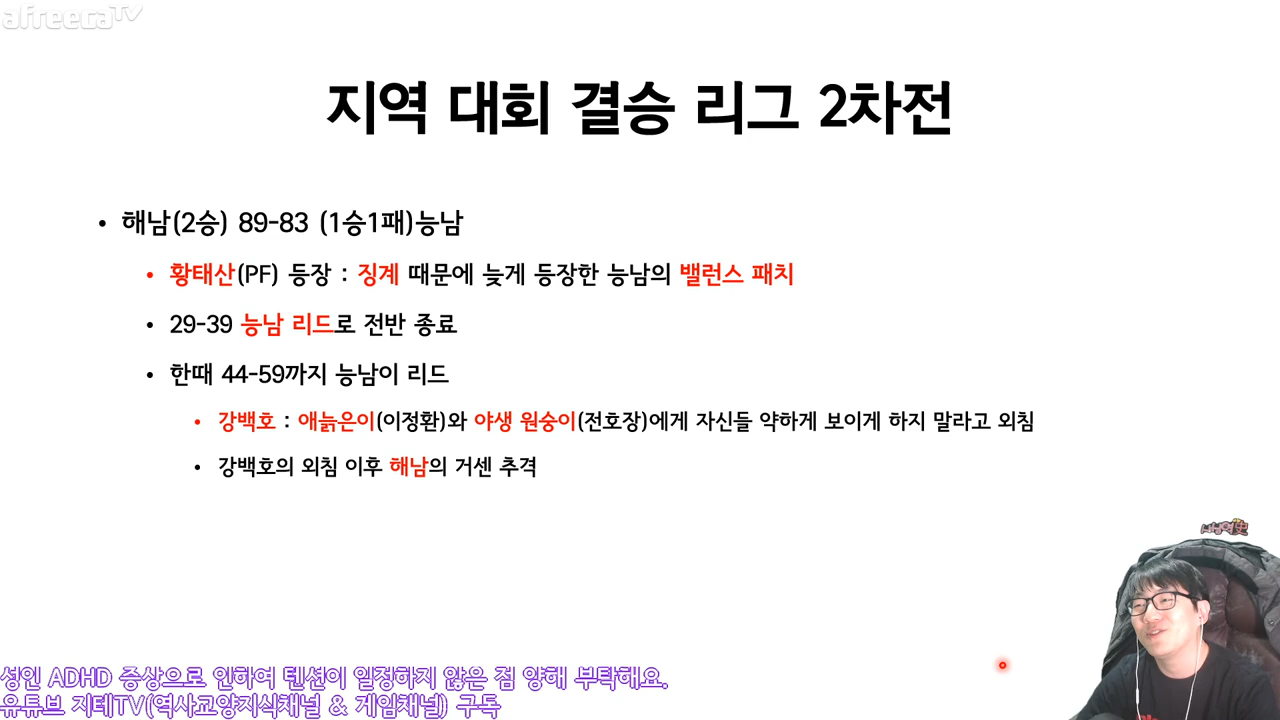 afreecaTV
지역 대회 결승 리그 2차전
• 해남(2승) 89-83 (1승1패)능남
• 황태산(PF) 등장 : 징계 때문에 늦게 등장한 능남의 밸런스 패치
• 29-39 능남 리드로 전반 종료
• 한때 44-59까지 능남이 리드
• 강백호 : 애늙은이(이정환)와 야생 원숭이(전호장)에게 자신들 약하게 보이게 하지 말라고 외침
• 강백호의 외침 이후 해남의 거센 추격
성인 ADHD 증상으로 인하여 텐션이 일정하지 않은 점 양해 부탁해요.
유튜브 지테TV(역사교양지식채널 & 게임채널) 구독